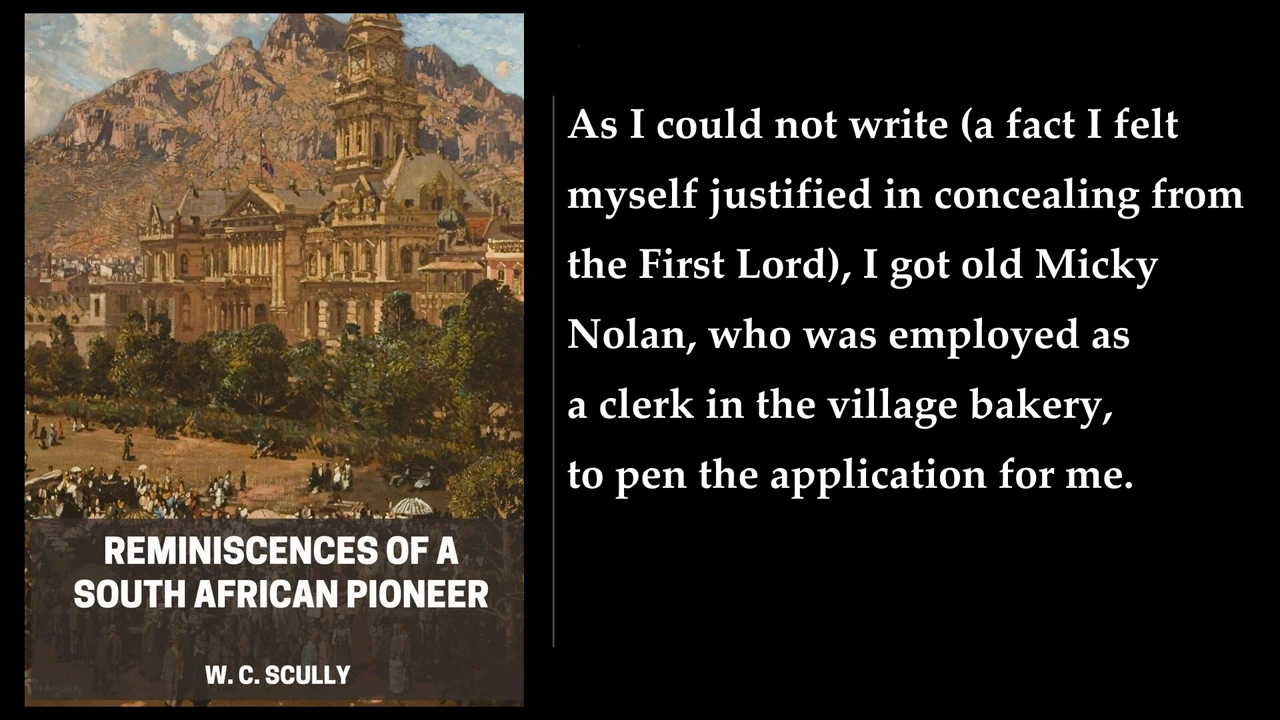 As I could not write (a fact I felt
myself justified in concealing from
the First Lord), I got old Micky
Nolan, who was employed as
a clerk in the village bakery,
to pen the application for me.
REMINISCENCES OF A
SOUTH AFRICAN PIONEER
W. C. SCULLY